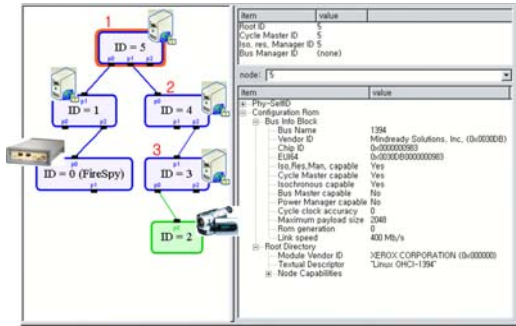 1
ID = 5
p0 p1 p2
2
p1
ID = 1
p0 p2
ID = 4
3
p0
ID = 0 (FireSpy)
p1
ID = 3
ID = 2
item value
Root ID 5
Cycle Master ID 5
Iso, res, Manager ID 5
Bus Manager ID (none)
node: 5
Item value
Phy-SelfID
Configuration Rom
Bus Info Block
Bus Name 1394
Vendor ID Mindready Solutions, Inc, (0x0030DB)
Chip ID 0x0000000983
EUI64 0x0030DB0000000983
Iso,Res,Man, capable Yes
Cycle Master capable Yes
Isochronous capable Yes
Bus Master capable No
Power Manager capable No
Cycle clock accuracy 0
Maximum payload size 2048
Rom generation 0
Link speed 400 Mb/s
Root Directory
Module Vendor ID XEROX CORPORATION (0x000000)
Textual Descriptor "Linux OHCI-1394"
Node Capabilities